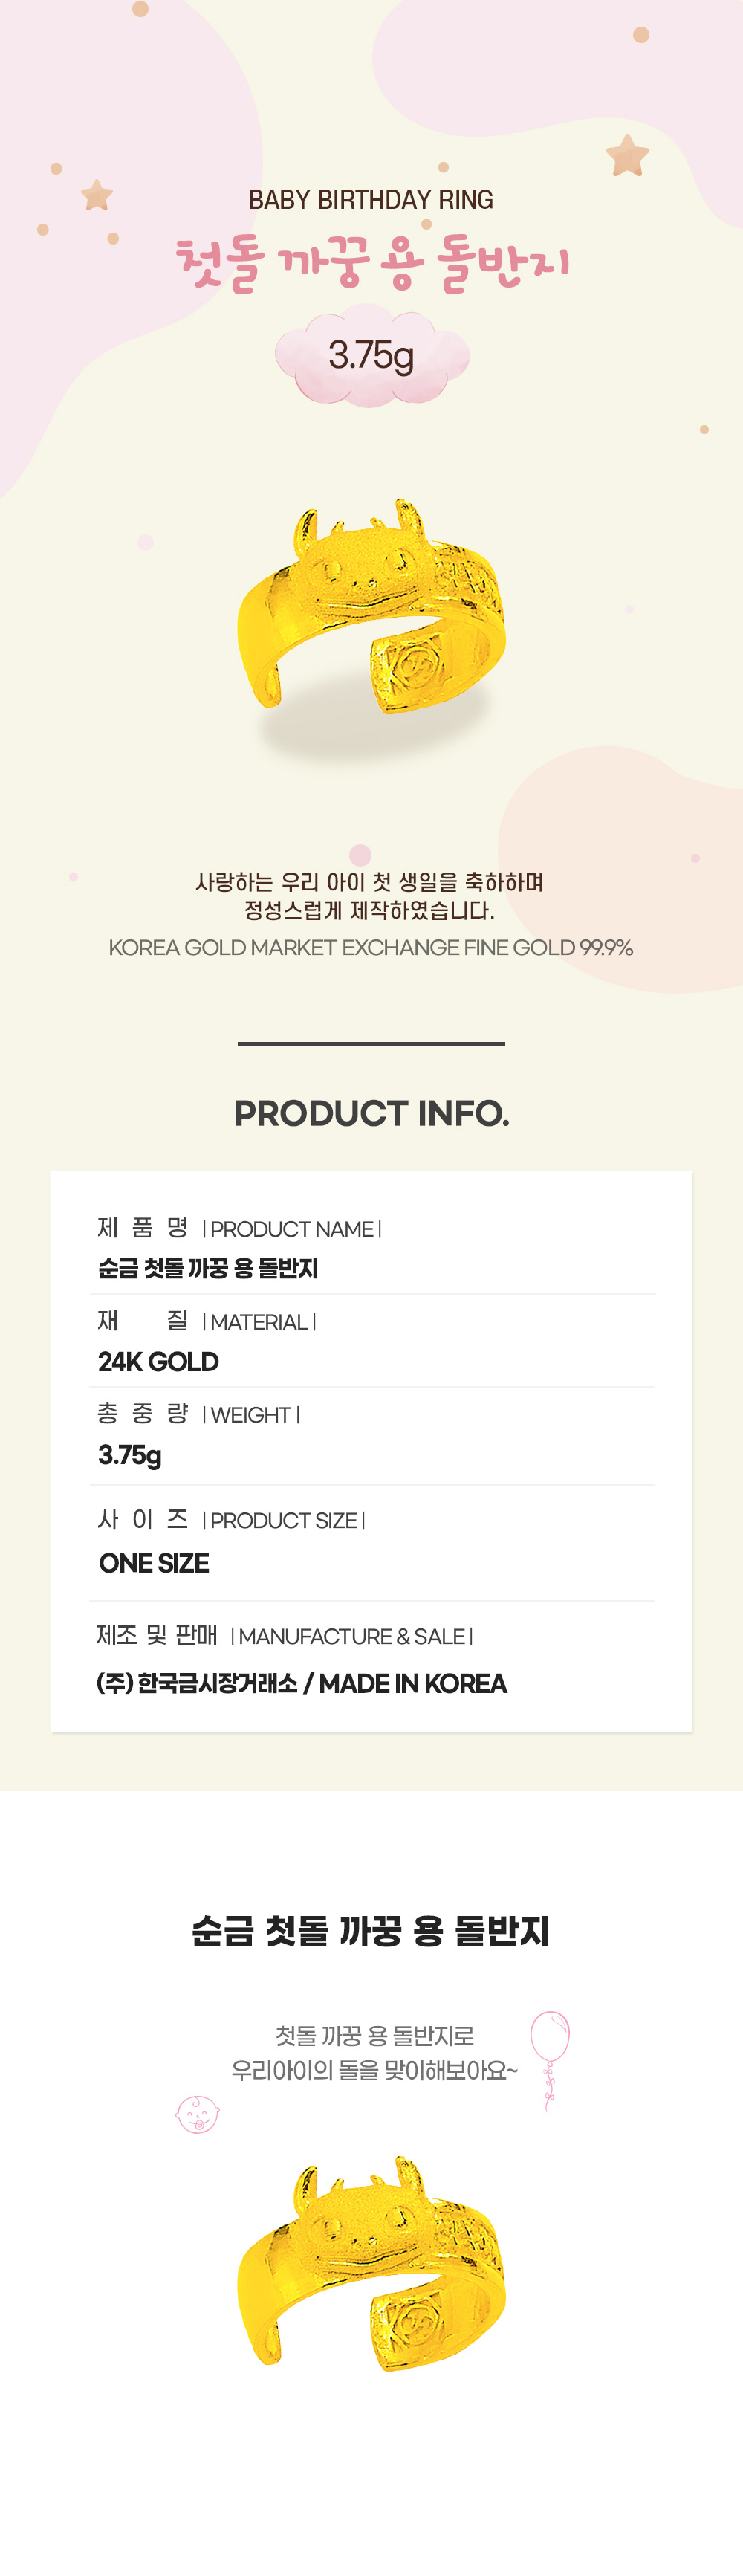 BABY BIRTHDAY RING
첫돌 까꿍 용 돌반지
3.75g
사랑하는 우리 아이 첫 생일을 축하하며
정성스럽게 제작하였습니다.
KOREA GOLD MARKET EXCHANGE FINE GOLD 99.9%
PRODUCT INFO.
제 품 명 | PRODUCT NAME |
순금 첫돌 까꿍 용 돌반지
재 질 | MATERIAL |
24K GOLD
총 중 량 | WEIGHT |
3.75g
사 이 즈 | PRODUCT SIZE |
ONE SIZE
제조 및 판매 | MANUFACTURE & SALE |
(주) 한국금시장거래소 / MADE IN KOREA
순금 첫돌 까꿍 용 돌반지
첫돌 까꿍 용 돌반지로
우리아이의 돌을 맞이해보아요~